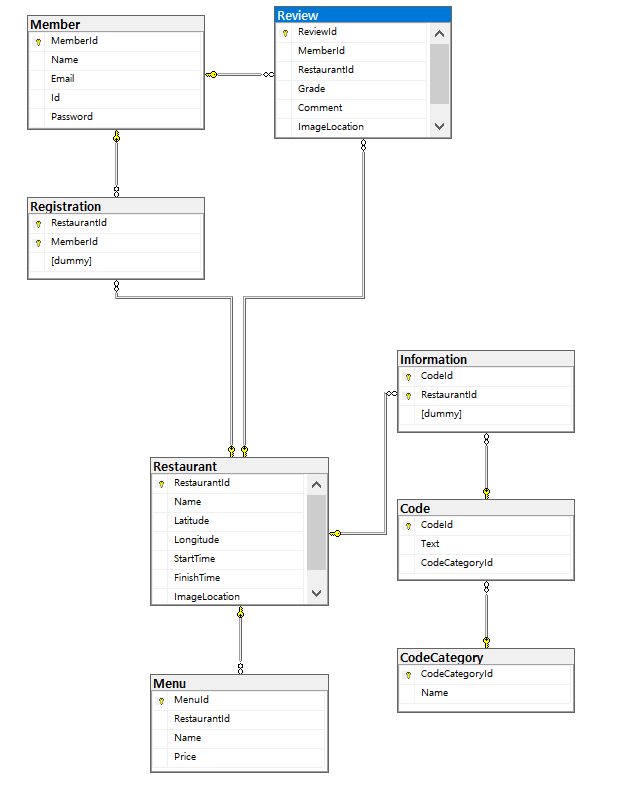 Member
MemberId
Name
Email
Id
Password
Review
ReviewId
MemberId
RestaurantId
Grade
Comment
ImageLocation
Registration
RestaurantId
MemberId
[dummy]
Information
CodeId
RestaurantId
[dummy]
Restaurant
RestaurantId
Name
Latitude
Longitude
StartTime
FinishTime
ImageLocation
Code
CodeId
Text
CodeCategoryId
CodeCategory
CodeCategoryId
Name
Menu
MenuId
RestaurantId
Name
Price